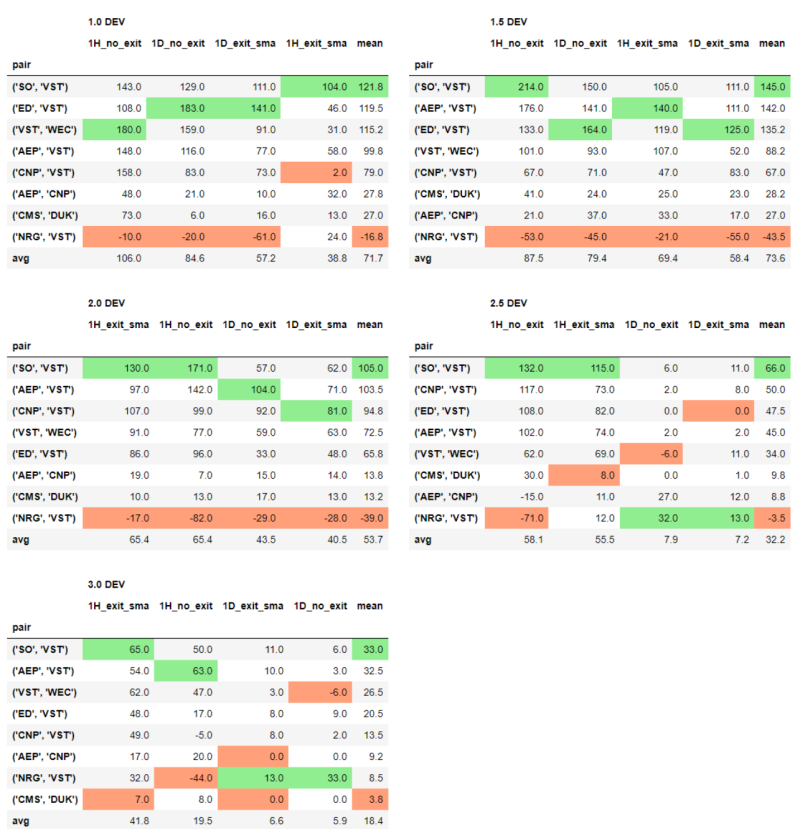 1.0 DEV
1H_no_exit 1D_no_exit 1D_exit_sma 1H_exit_sma mean
pair
('SO', 'VST') 143.0 129.0 111.0 104.0 121.8
('ED', 'VST') 108.0 183.0 141.0 46.0 119.5
('VST', 'WEC') 180.0 159.0 91.0 31.0 115.2
('AEP', 'VST') 148.0 116.0 77.0 58.0 99.8
('CNP', 'VST') 158.0 83.0 73.0 2.0 79.0
('AEP', 'CNP') 48.0 21.0 10.0 32.0 27.8
('CMS', 'DUK') 73.0 6.0 16.0 13.0 27.0
('NRG', 'VST') -10.0 -20.0 -61.0 24.0 -16.8
avg 106.0 84.6 57.2 38.8 71.7
1.5 DEV
1H_no_exit 1D_no_exit 1H_exit_sma 1D_exit_sma mean
pair
('SO', 'VST') 214.0 150.0 105.0 111.0 145.0
('AEP', 'VST') 176.0 141.0 140.0 111.0 142.0
('ED', 'VST') 133.0 164.0 119.0 125.0 135.2
('VST', 'WEC') 101.0 93.0 107.0 52.0 88.2
('CNP', 'VST') 67.0 71.0 47.0 83.0 67.0
('CMS', 'DUK') 41.0 24.0 25.0 23.0 28.2
('AEP', 'CNP') 21.0 37.0 33.0 17.0 27.0
('NRG', 'VST') -53.0 -45.0 -21.0 -55.0 -43.5
avg 87.5 79.4 69.4 58.4 73.6
2.0 DEV
1H_exit_sma 1H_no_exit 1D_no_exit 1D_exit_sma mean
pair
('SO', 'VST') 130.0 171.0 57.0 62.0 105.0
('AEP', 'VST') 97.0 142.0 104.0 71.0 103.5
('CNP', 'VST') 107.0 99.0 92.0 81.0 94.8
('VST', 'WEC') 91.0 77.0 59.0 63.0 72.5
('ED', 'VST') 86.0 96.0 33.0 48.0 65.8
('AEP', 'CNP') 19.0 7.0 15.0 14.0 13.8
('CMS', 'DUK') 10.0 13.0 17.0 13.0 13.2
('NRG', 'VST') -17.0 -82.0 -29.0 -28.0 -39.0
avg 65.4 65.4 43.5 40.5 53.7
2.5 DEV
1H_no_exit 1H_exit_sma 1D_no_exit 1D_exit_sma mean
pair
('SO', 'VST') 132.0 115.0 6.0 11.0 66.0
('CNP', 'VST') 117.0 73.0 2.0 8.0 50.0
('ED', 'VST') 108.0 82.0 0.0 0.0 47.5
('AEP', 'VST') 102.0 74.0 2.0 2.0 45.0
('VST', 'WEC') 62.0 69.0 -6.0 11.0 34.0
('CMS', 'DUK') 30.0 8.0 0.0 1.0 9.8
('AEP', 'CNP') -15.0 11.0 27.0 12.0 8.8
('NRG', 'VST') -71.0 12.0 32.0 13.0 -3.5
avg 58.1 55.5 7.9 7.2 32.2
3.0 DEV
1H_exit_sma 1H_no_exit 1D_exit_sma 1D_no_exit mean
pair
('SO', 'VST') 65.0 50.0 11.0 6.0 33.0
('AEP', 'VST') 54.0 63.0 10.0 3.0 32.5
('VST', 'WEC') 62.0 47.0 3.0 -6.0 26.5
('ED', 'VST') 48.0 17.0 8.0 9.0 20.5
('CNP', 'VST') 49.0 -5.0 8.0 2.0 13.5
('AEP', 'CNP') 17.0 20.0 0.0 0.0 9.2
('NRG', 'VST') 32.0 -44.0 13.0 33.0 8.5
('CMS', 'DUK') 7.0 8.0 0.0 0.0 3.8
avg 41.8 19.5 6.6 5.9 18.4